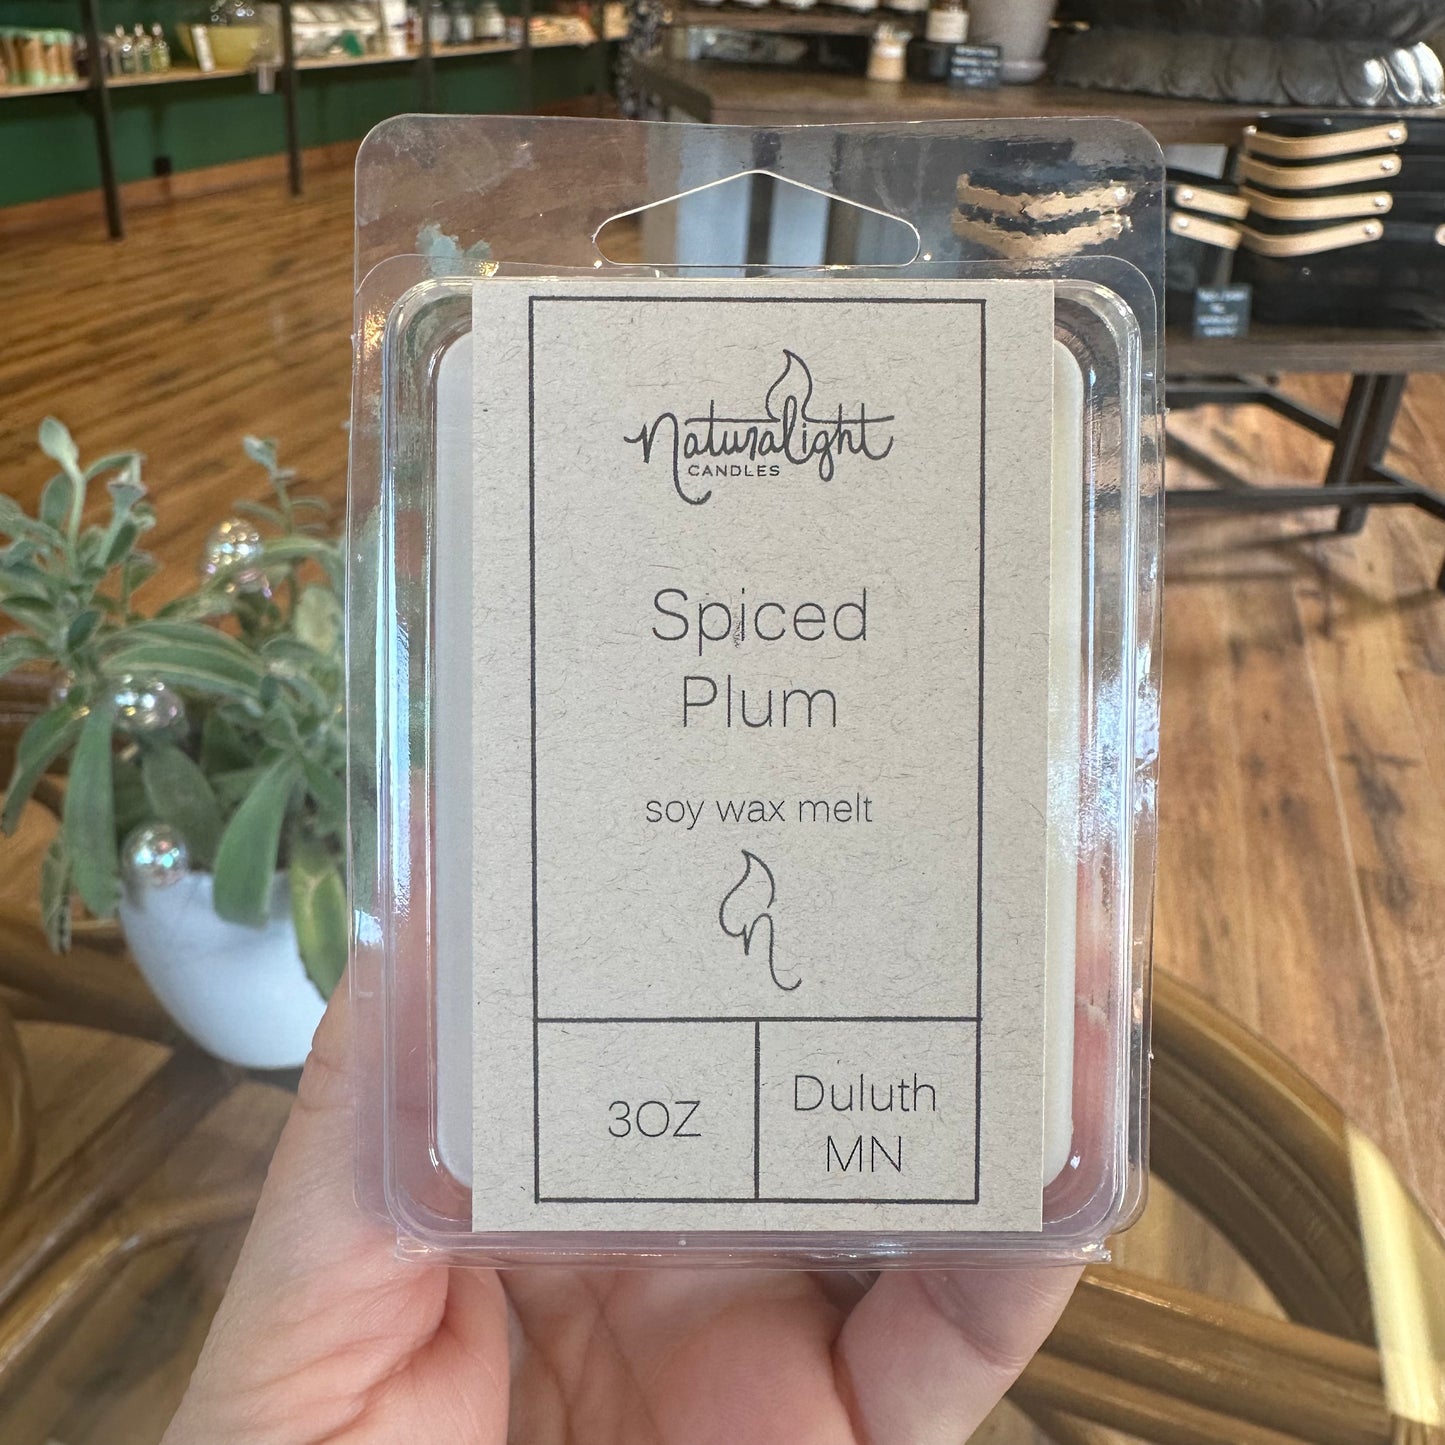 Naturalight
CANDLES
Spiced
Plum
soy wax melt
n
3OZ
Duluth
MN